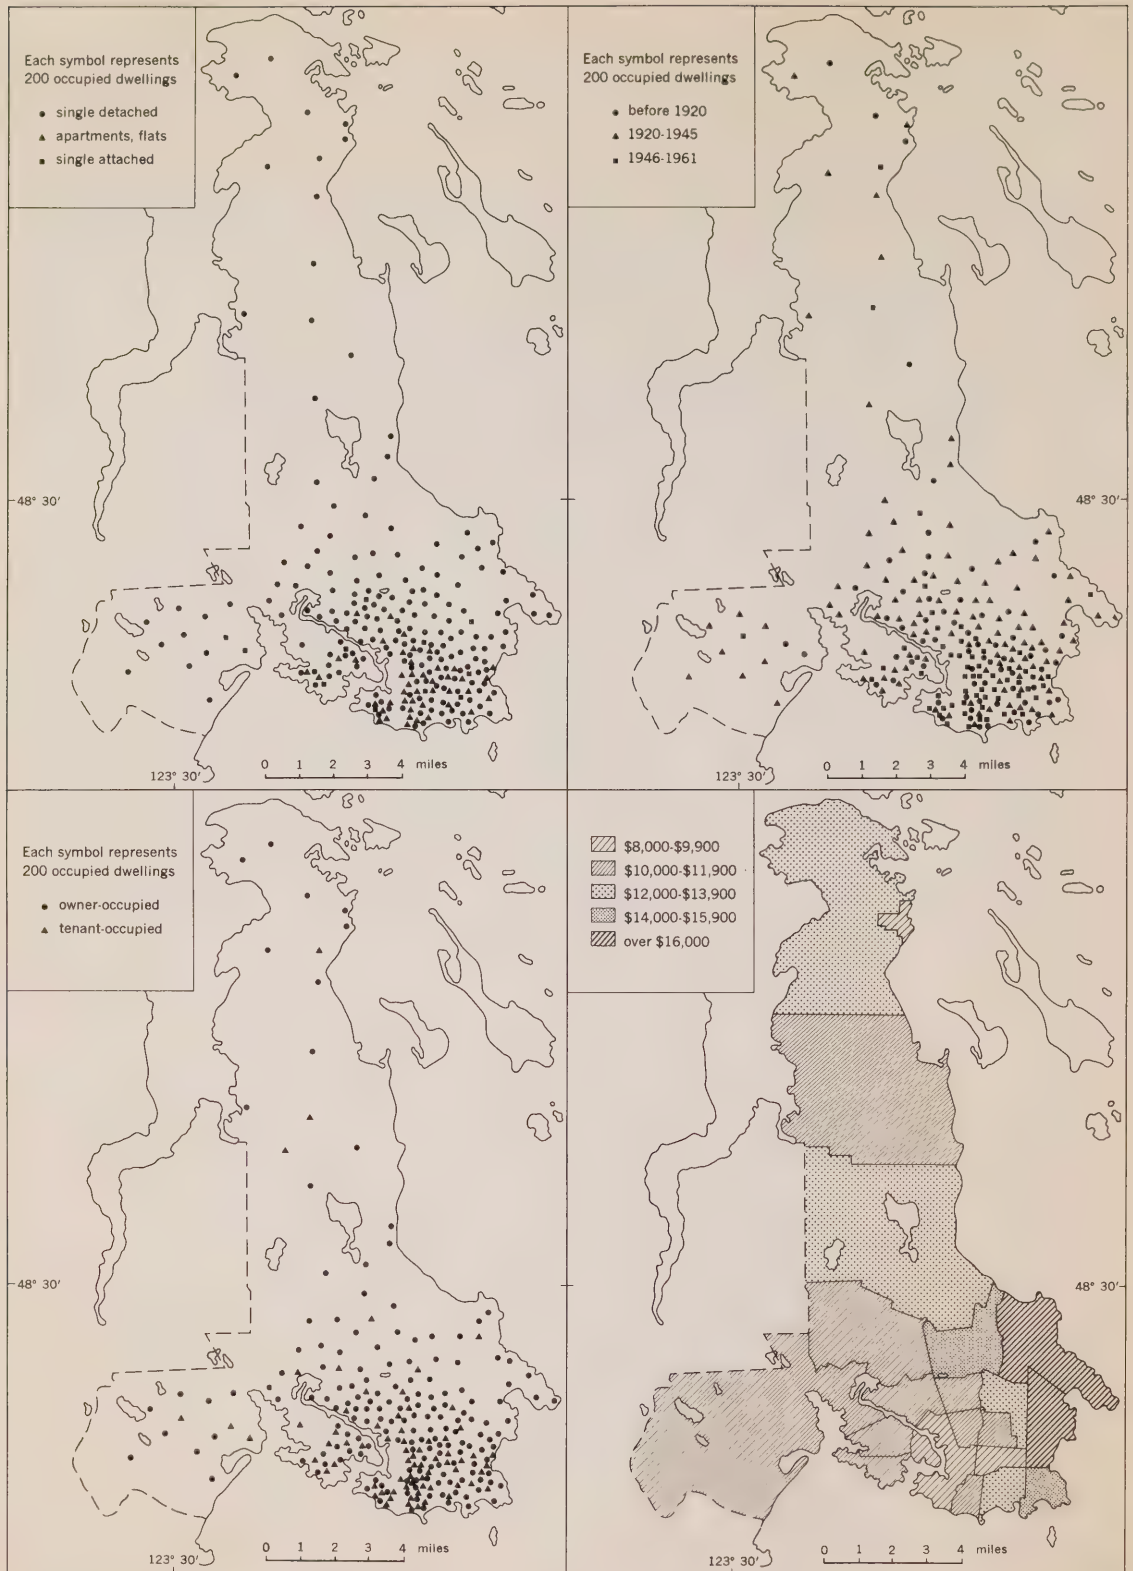 Each symbol represents
200 occupied dwellings
single detached
apartments, flats
single attached
48° 30'
123° 30'
0 1 2 3 4 miles
Each symbol represents
200 occupied dwellings
before 1920
1920-1945
1946-1961
48° 30'
123° 30'
0 1 2 3 4 miles
Each symbol represents
200 occupied dwellings
owner-occupied
tenant-occupied
48° 30'
123° 30'
0 1 2 3 4 miles
$8,000-$9,900
$10,000-$11,900
$12,000-$13,900
$14,000-$15,900
over $16,000
48° 30'
123° 30'
0 1 2 3 4 miles